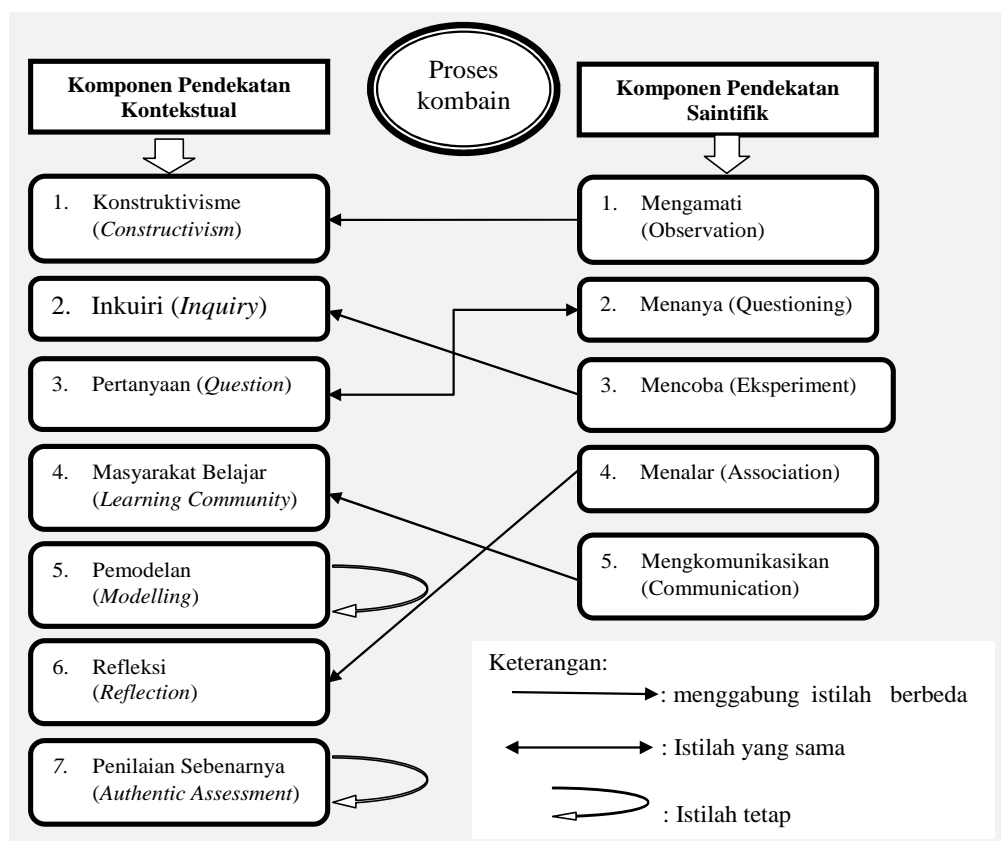 Proses
kombain
Komponen Pendekatan
Kontekstual
1. Konstruktivisme
(Constructivism)
2. Inkuiri (Inquiry)
3. Pertanyaan (Question)
4. Masyarakat Belajar
(Learning Community)
5. Pemodelan
(Modelling)
6. Refleksi
(Reflection)
7. Penilaian Sebenarnya
(Authentic Assessment)
Komponen Pendekatan
Saintifik
1. Mengamati
(Observation)
2. Menanya (Questioning)
3. Mencoba (Eksperiment)
4. Menalar (Association)
5. Mengkomunikasikan
(Communication)
Keterangan:
: menggabung istilah berbeda
: Istilah yang sama
: Istilah tetap